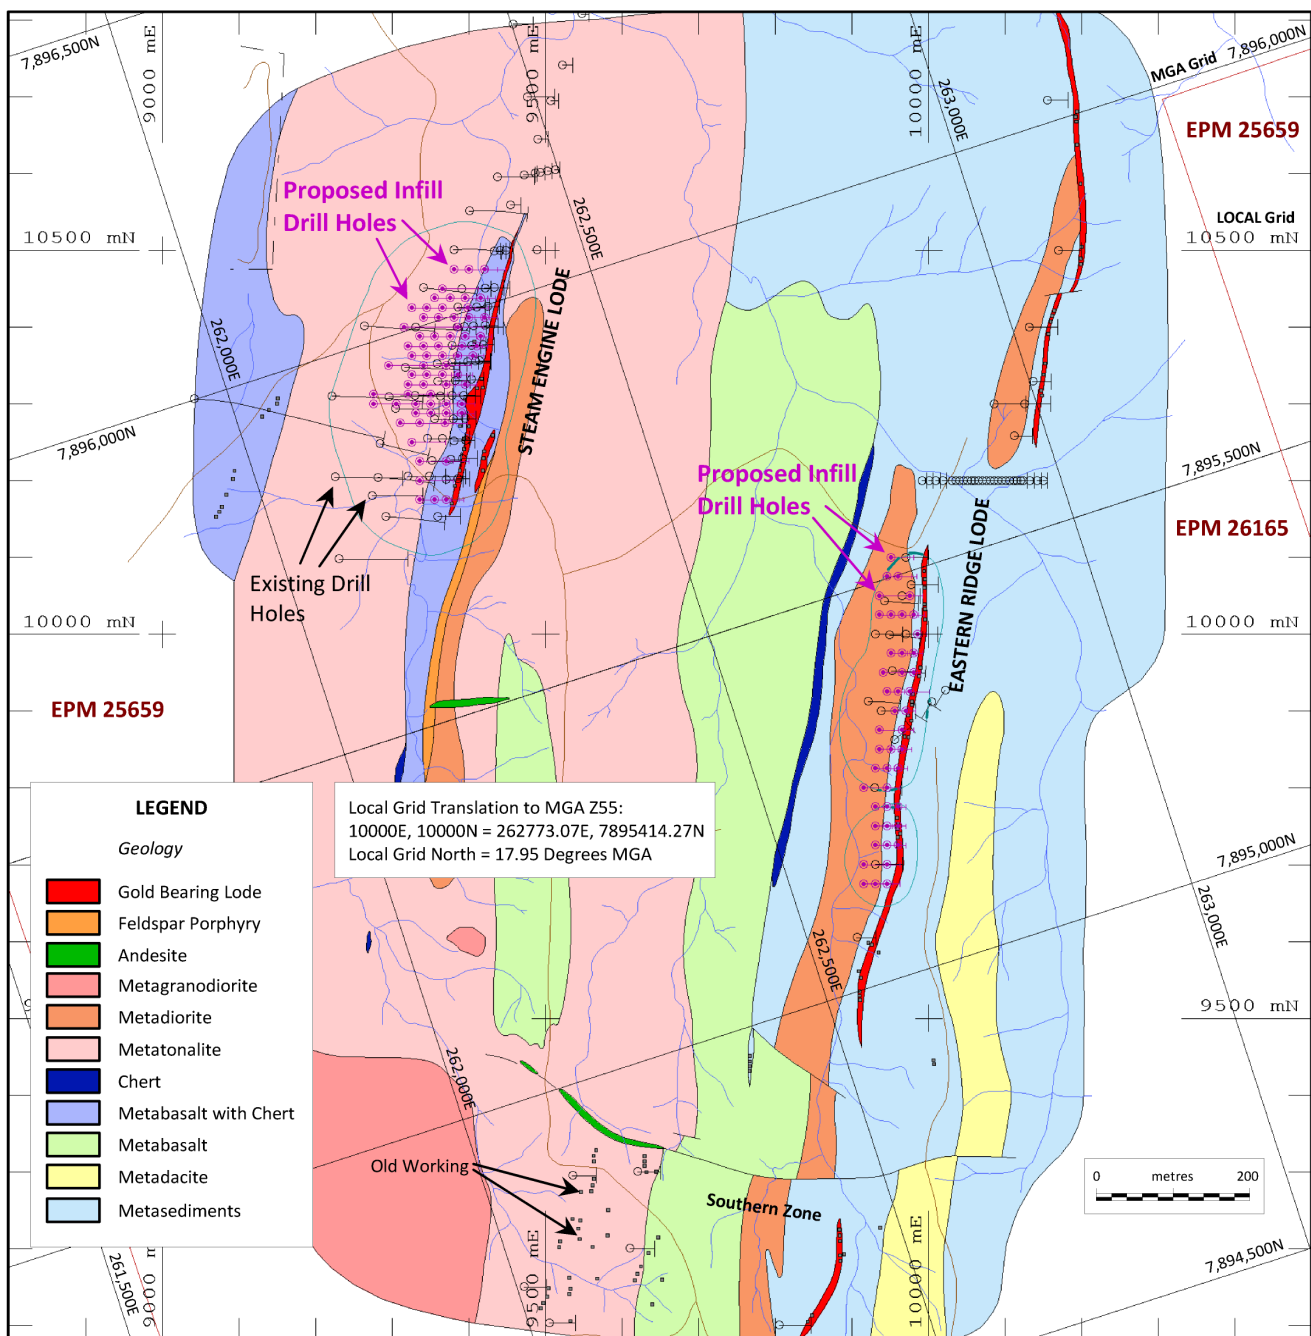 7,896,500N
9000 mE
9500 mE
10000 mE
263,000E
MGA Grid
7,896,000N
EPM 25659
Proposed Infill
Drill Holes
262,500E
LOCAL Grid
10500 mN
10500 mN
STEAM ENGINE LODE
262,000E
7,896,000N
7,895,500N
Proposed Infill
Drill Holes
EASTERN RIDGE LODE
EPM 26165
Existing Drill
Holes
10000 mN
10000 mN
EPM 25659
LEGEND
Geology
Gold Bearing Lode
Feldspar Porphyry
Andesite
Metagranodiorite
Metadiorite
Metatonalite
Chert
Metabasalt with Chert
Metabasalt
Metadacite
Metasediments
Local Grid Translation to MGA Z55:
10000E, 10000N = 262773.07E, 7895414.27N
Local Grid North = 17.95 Degrees MGA
7,895,000N
263,000E
262,500E
9500 mN
262,000E
Old Working
Southern Zone
0 metres 200
7,894,500N
261,500E
9500 mE
10000 mE